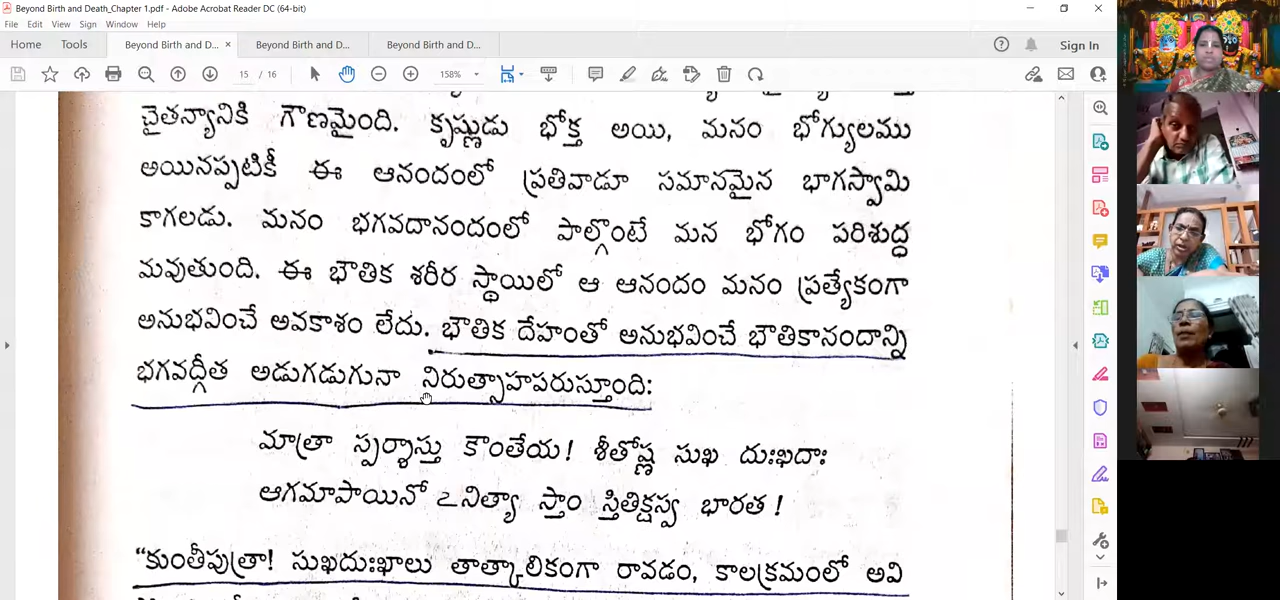 Beyond Birth and Death_Chapter 1.pdf - Adobe Acrobat Reader DC (64-bit)
File Edit View Sign Window Help
Home Tools Beyond Birth and D... × Beyond Birth and D... Beyond Birth and D... Sign In
15 / 16 158%
చైతన్యానికి గౌణమైంది. కృష్ణుడు భోక్త అయి, మనం భోగ్యులము
అయినప్పటికీ ఈ ఆనందంలో ప్రతివాడూ సమానమైన భాగస్వామి
కాగలడు. మనం భగవదానందంలో పాల్గొంటే మన భోగం పరిశుద్ధ
మవుతుంది. ఈ భౌతిక శరీర స్థాయిలో ఆ ఆనందం మనం ప్రత్యేకంగా
అనుభవించే అవకాశం లేదు. భౌతిక దేహంతో అనుభవించే భౌతికానందాన్ని
భగవద్గీత అడుగడుగునా నిరుత్సాహపరుస్తూంది:
మాత్రా స్పర్శాస్తు కౌంతేయ! శీతోష్ణ సుఖ దుఃఖదాః
ఆగమాపాయినో ఽనిత్యా స్తాం స్తితిక్షస్వ భారత !
“కుంతీపుత్రా! సుఖదుఃఖాలు తాత్కాలికంగా రావడం, కాలక్రమంలో అవి